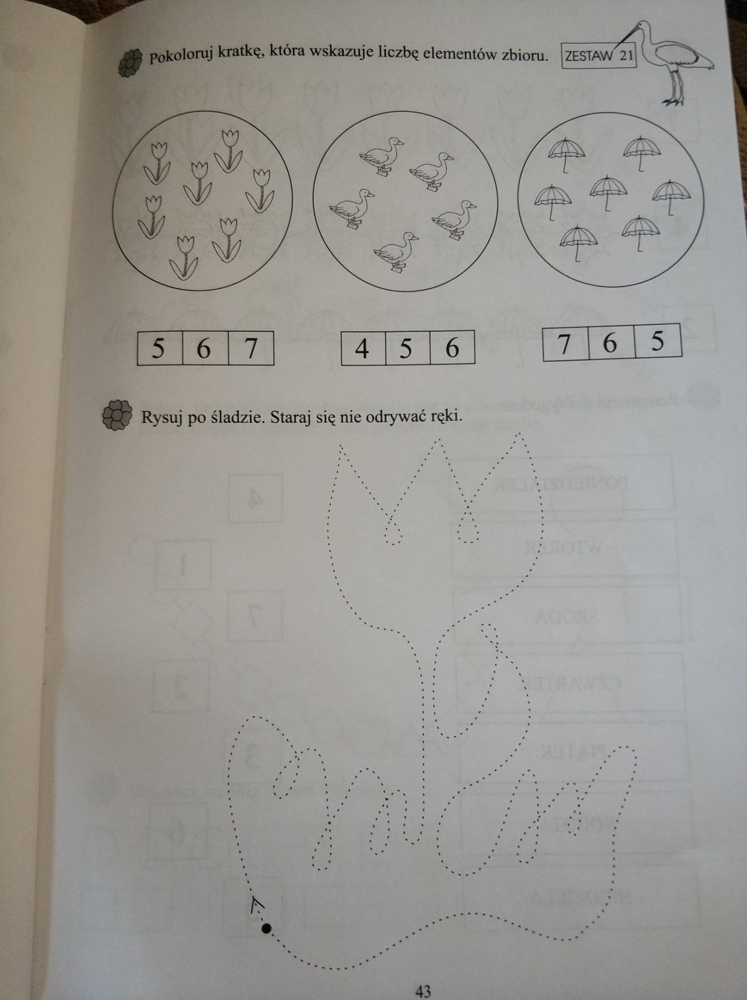 Pokoloruj kratkę, która wskazuje liczbę elementów zbioru.
ZESTAW 21
5 6 7
4 5 6
7 6 5
Rysuj po śladzie. Staraj się nie odrywać ręki.
43